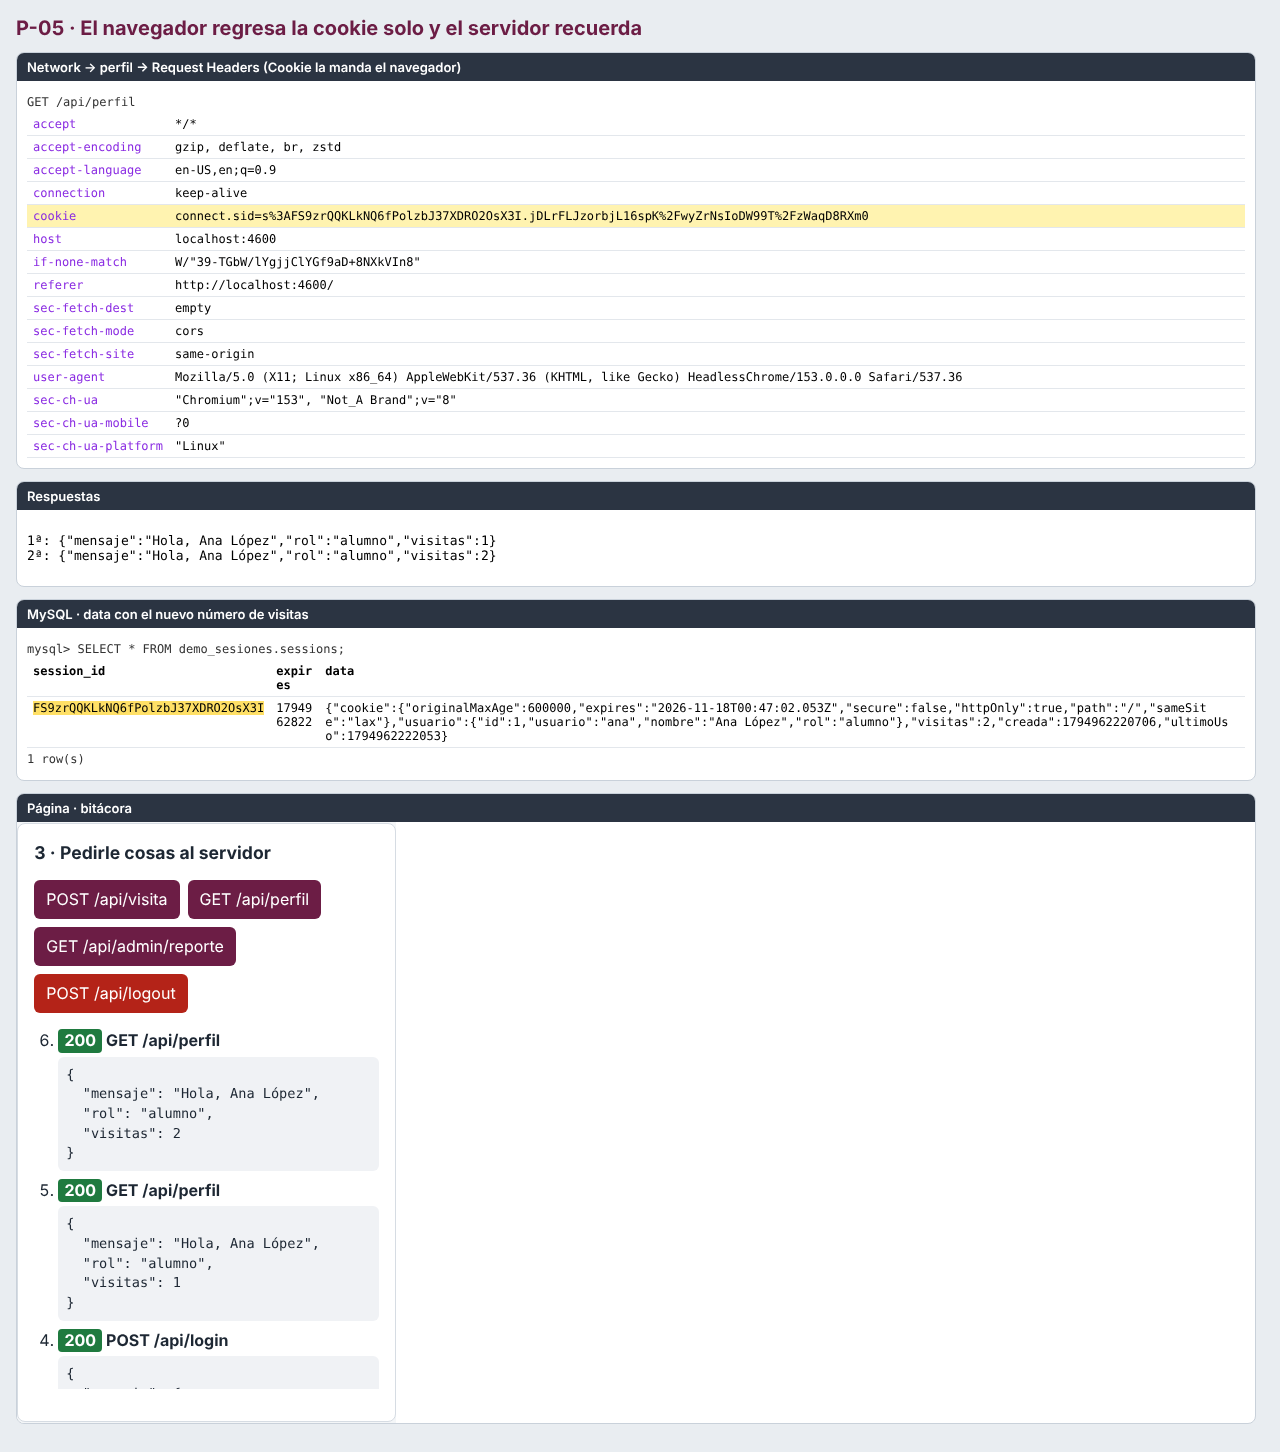 P-05 · El navegador regresa la cookie solo y el servidor recuerda
Network → perfil → Request Headers (Cookie la manda el navegador)
GET /api/perfil
accept */*
accept-encoding gzip, deflate, br, zstd
accept-language en-US,en;q=0.9
connection keep-alive
cookie connect.sid=s%3AFS9zrQQKLkNQ6fPolzbJ37XDRO2OsX3I.jDLrFLJzorbjL16spK%2FwyZrNsIoDW99T%2FzWaqD8RXm0
host localhost:4600
if-none-match W/"39-TGbW/lYgjjClYGf9aD+8NXkVIn8"
referer http://localhost:4600/
sec-fetch-dest empty
sec-fetch-mode cors
sec-fetch-site same-origin
user-agent Mozilla/5.0 (X11; Linux x86_64) AppleWebKit/537.36 (KHTML, like Gecko) HeadlessChrome/153.0.0.0 Safari/537.36
sec-ch-ua "Chromium";v="153", "Not_A Brand";v="8"
sec-ch-ua-mobile ?0
sec-ch-ua-platform "Linux"
Respuestas
1ª: {"mensaje":"Hola, Ana López","rol":"alumno","visitas":1}
2ª: {"mensaje":"Hola, Ana López","rol":"alumno","visitas":2}
MySQL · data con el nuevo número de visitas
mysql> SELECT * FROM demo_sesiones.sessions;
session_id expir data
es
FS9zrQQKLkNQ6fPolzbJ37XDRO2OsX3I 17949 {"cookie":{"originalMaxAge":600000,"expires":"2026-11-18T00:47:02.053Z","secure":false,"httpOnly":true,"path":"/","sameSit
62822 e":"lax"},"usuario":{"id":1,"usuario":"ana","nombre":"Ana López","rol":"alumno"},"visitas":2,"creada":1794962220706,"ultimoUs
o":1794962222053}
1 row(s)
Página · bitácora
3 · Pedirle cosas al servidor
POST /api/visita GET /api/perfil
GET /api/admin/reporte
POST /api/logout
6. 200 GET /api/perfil
{
"mensaje": "Hola, Ana López",
"rol": "alumno",
"visitas": 2
}
5. 200 GET /api/perfil
{
"mensaje": "Hola, Ana López",
"rol": "alumno",
"visitas": 1
}
4. 200 POST /api/login
{